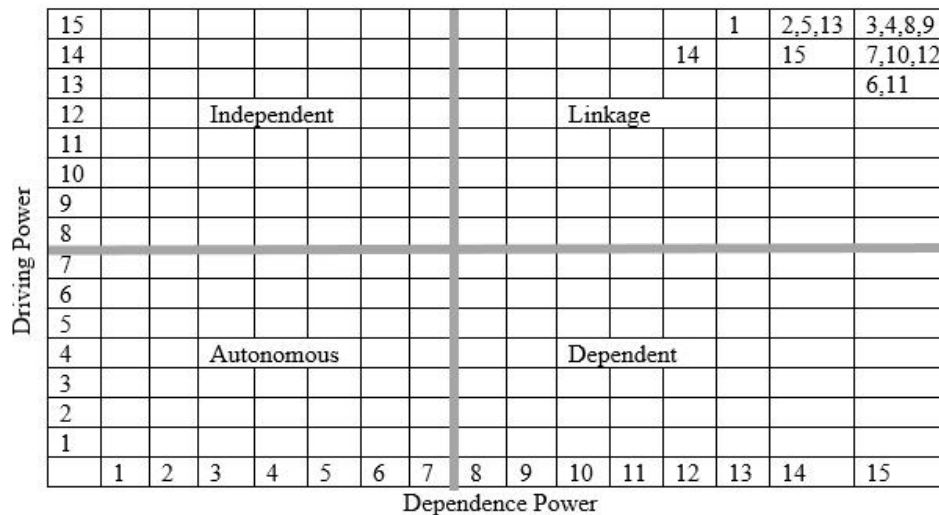 15 1 2,5,13 3,4,8,9
14 14 15 7,10,12
13 6,11
12 Independent Linkage
11
10
9
8
7
6
5
4 Autonomous Dependent
3
2
1
1 2 3 4 5 6 7 8 9 10 11 12 13 14 15
Driving Power
Dependence Power